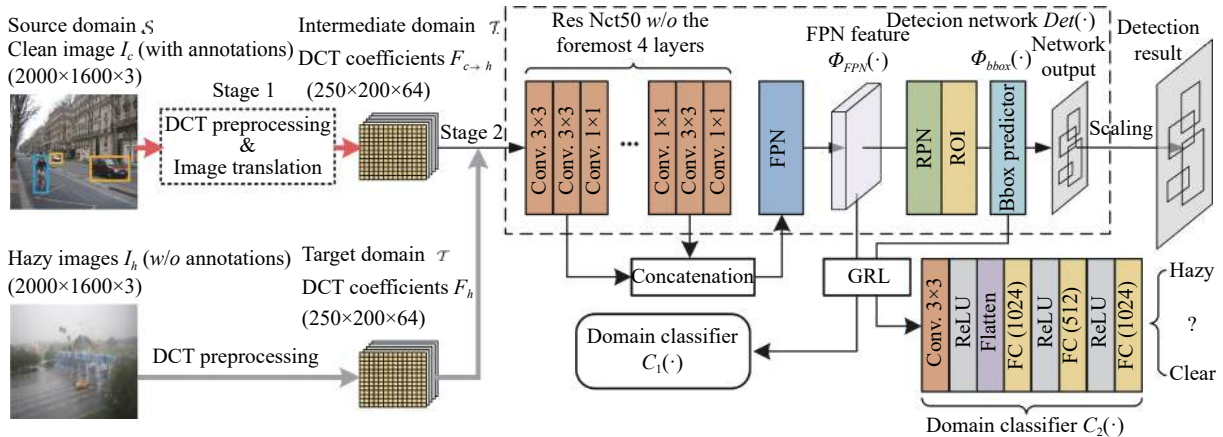 Source domain 𝒮
Clean image I_c (with annotations)
(2000×1600×3)
Stage 1
DCT preprocessing
&
Image translation
Intermediate domain 𝒯.
DCT coefficients F_{c→h}
(250×200×64)
Stage 2
Res Nct50 w/o the
foremost 4 layers
Conv. 3×3
Conv. 3×3
Conv. 1×1
...
Conv. 1×1
Conv. 3×3
Conv. 1×1
FPN
FPN feature
Φ_{FPN}(·)
Detecion network Det(·)
RPN
ROI
Φ_{bbox}(·)
Bbox predictor
Network
output
Scaling
Detection
result
Hazy images I_h (w/o annotations)
(2000×1600×3)
DCT preprocessing
Target domain 𝒯
DCT coefficients F_h
(250×200×64)
Concatenation
GRL
Domain classifier
C_1(·)
Conv. 3×3
ReLU
Flatten
FC (1024)
ReLU
FC (512)
ReLU
FC (1024)
Hazy
?
Clear
Domain classifier C_2(·)